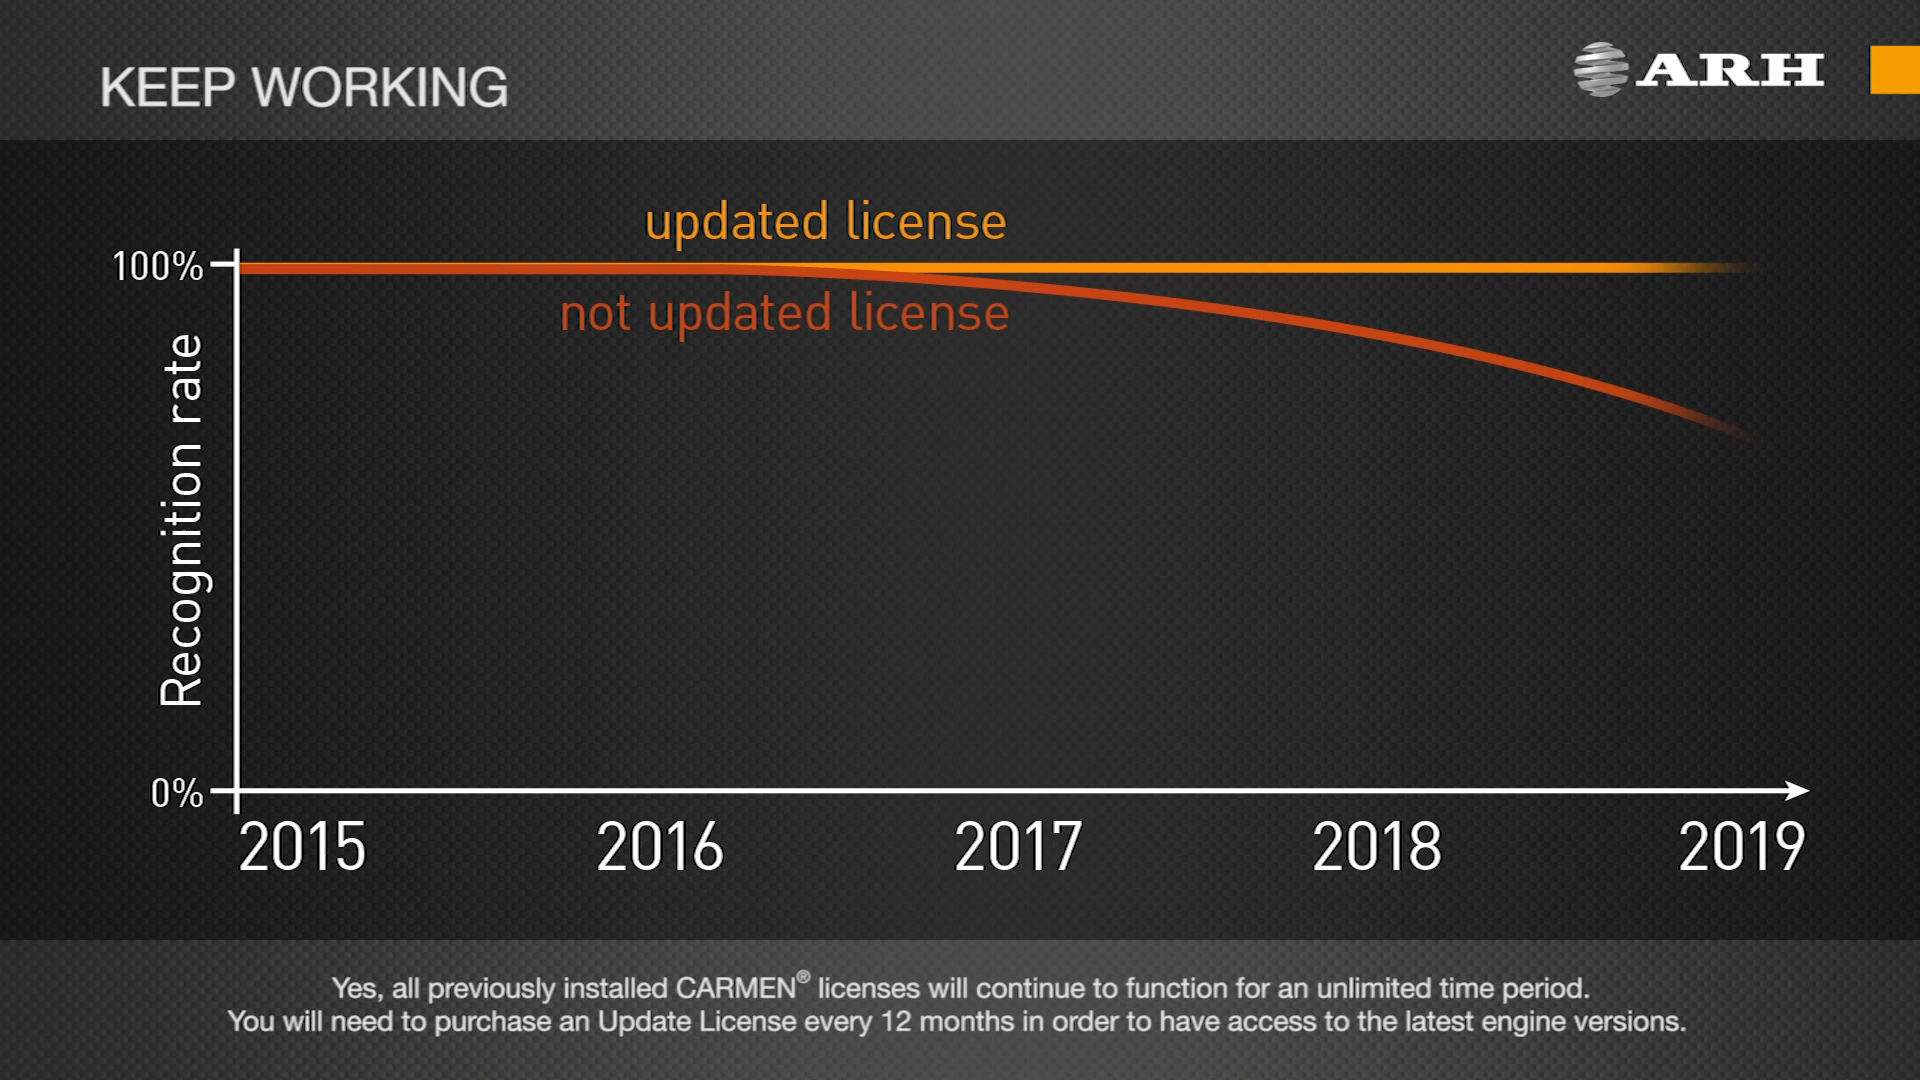 KEEP WORKING
ARH
updated license
100%
not updated license
Recognition rate
0%
2015 2016 2017 2018 2019
Yes, all previously installed CARMEN® licenses will continue to function for an unlimited time period.
You will need to purchase an Update License every 12 months in order to have access to the latest engine versions.